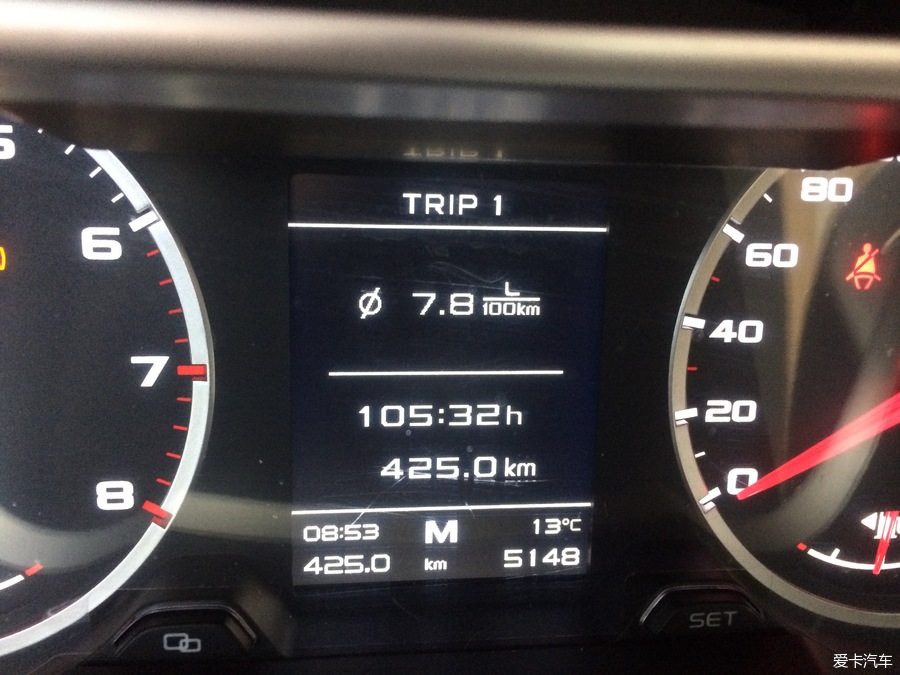 TRIP 1
6
7
8
Ø 7.8 L/100km
105:32h
425.0 km
80
60
40
20
0
08:53 M 13°C
425.0 km 5148
SET
爱卡汽车